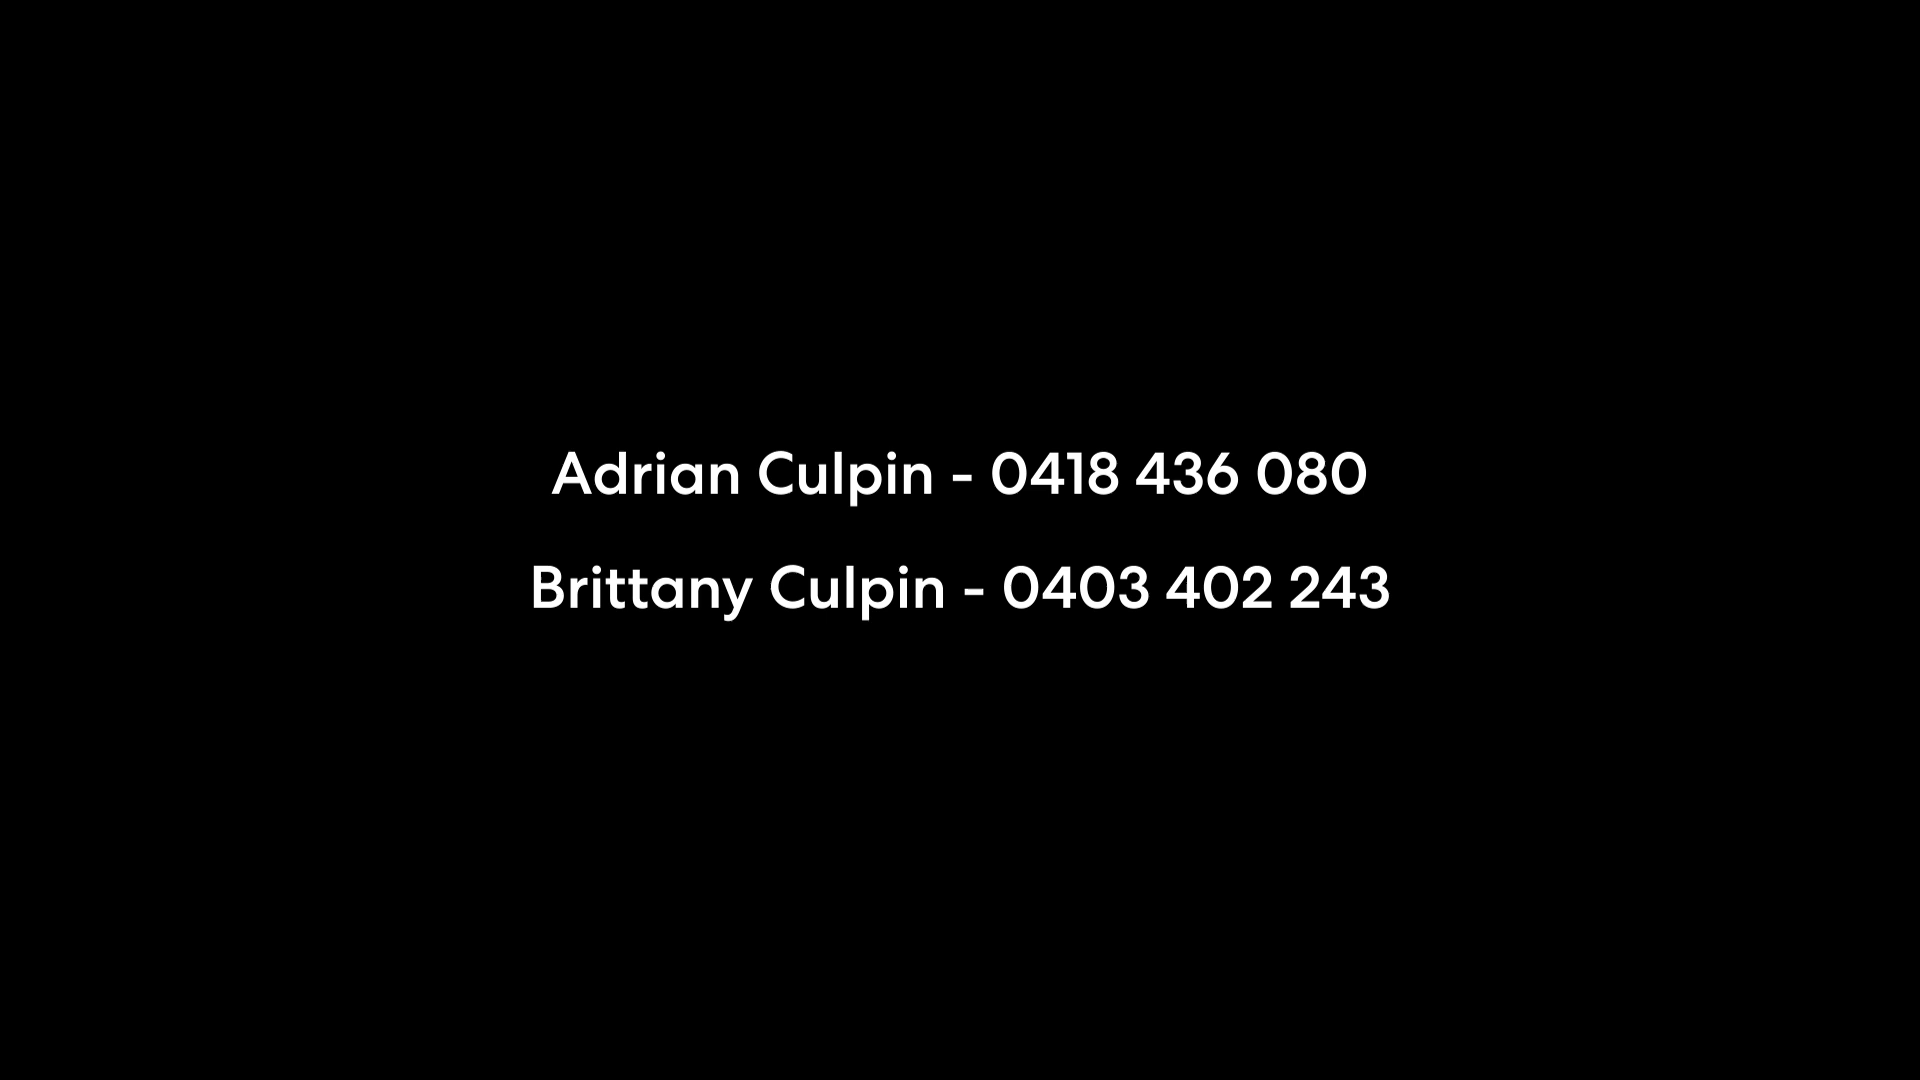 Adrian Culpin - 0418 436 080
Brittany Culpin - 0403 402 243